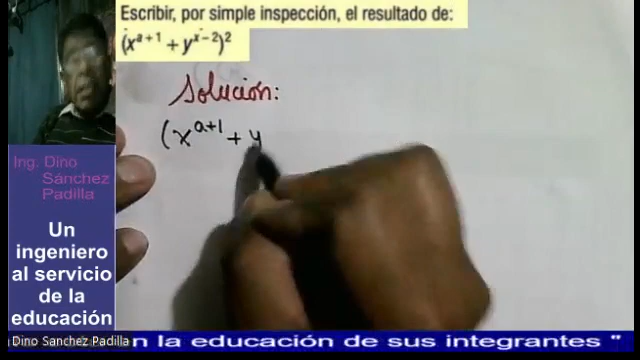 Escribir, por simple inspección, el resultado de:
(x^{a+1} + y^{x-2})^2
Solución:
(x^{a+1} + y
Ing. Dino
Sánchez
Padilla
Un
ingeniero
al servicio
de la
educación
Dino Sanchez Padilla
en la educación de sus integrantes "